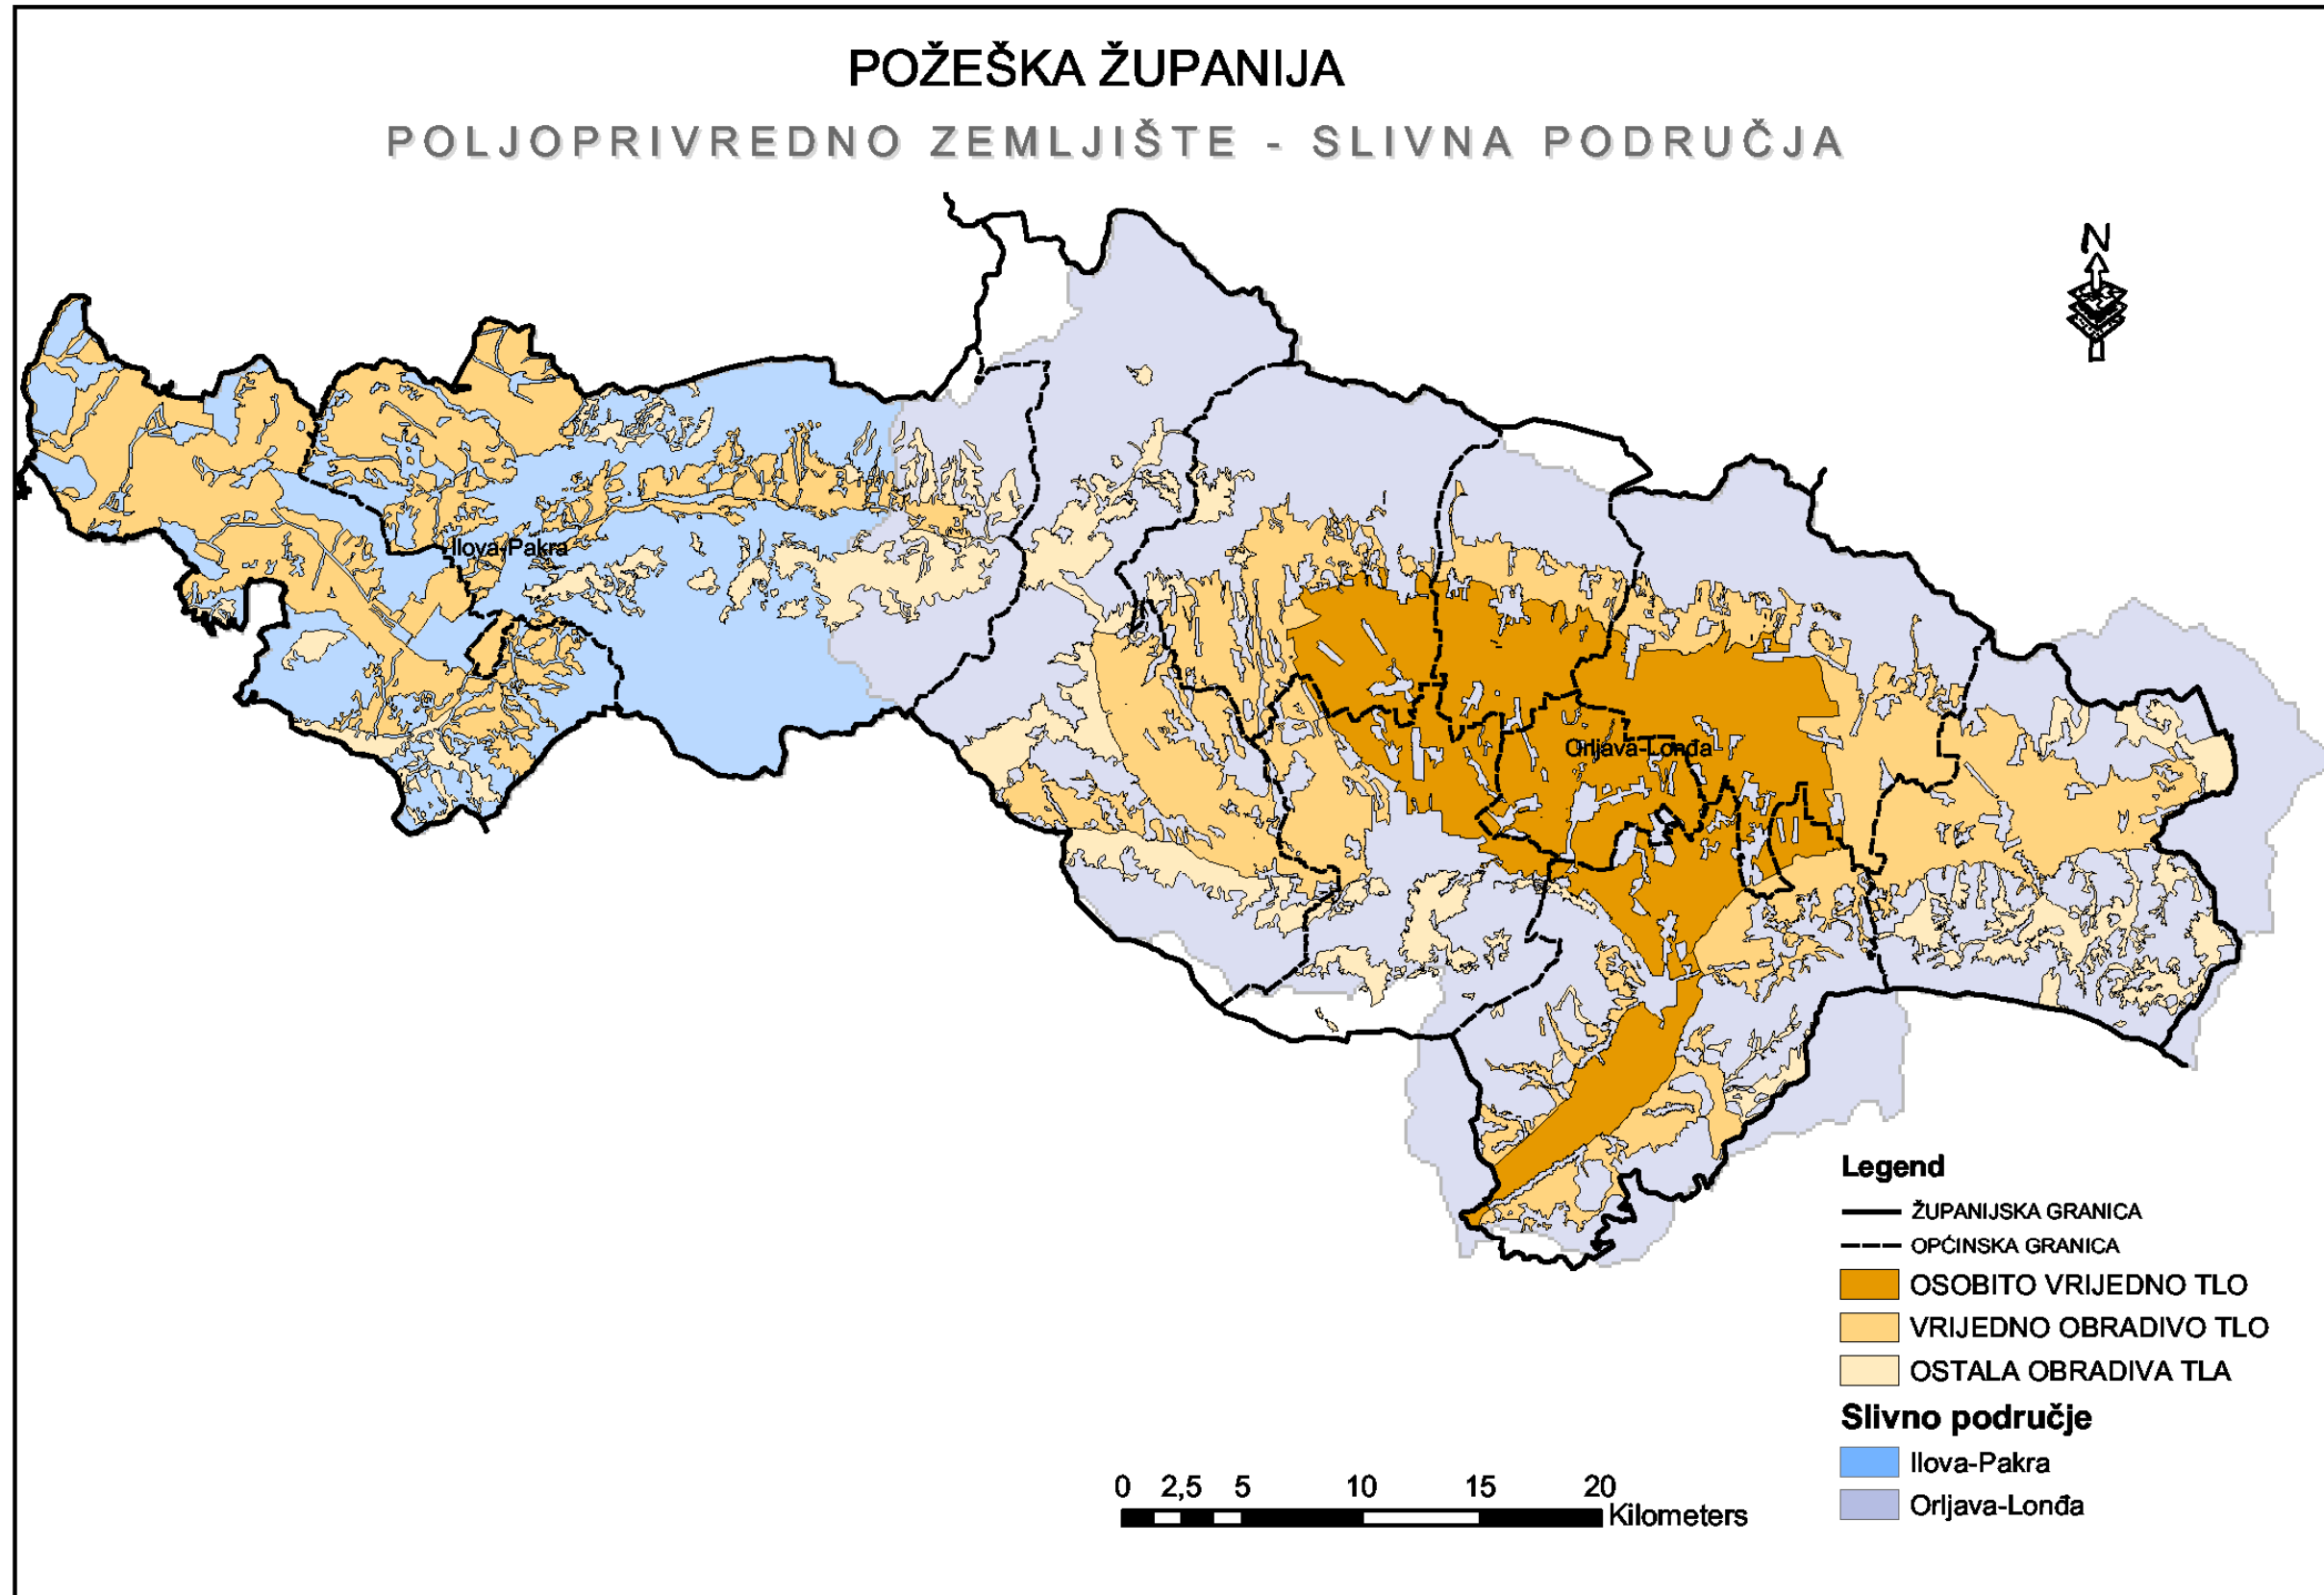 POŽEŠKA ŽUPANIJA
POLJOPRIVREDNO ZEMLJIŠTE - SLIVNA PODRUČJA
N
Ilova-Pakra
Orljava-Lonđa
Legend
ŽUPANIJSKA GRANICA
OPĆINSKA GRANICA
OSOBITO VRIJEDNO TLO
VRIJEDNO OBRADIVO TLO
OSTALA OBRADIVA TLA
Slivno područje
Ilova-Pakra
Orljava-Lonđa
0 2,5 5 10 15 20
Kilometers